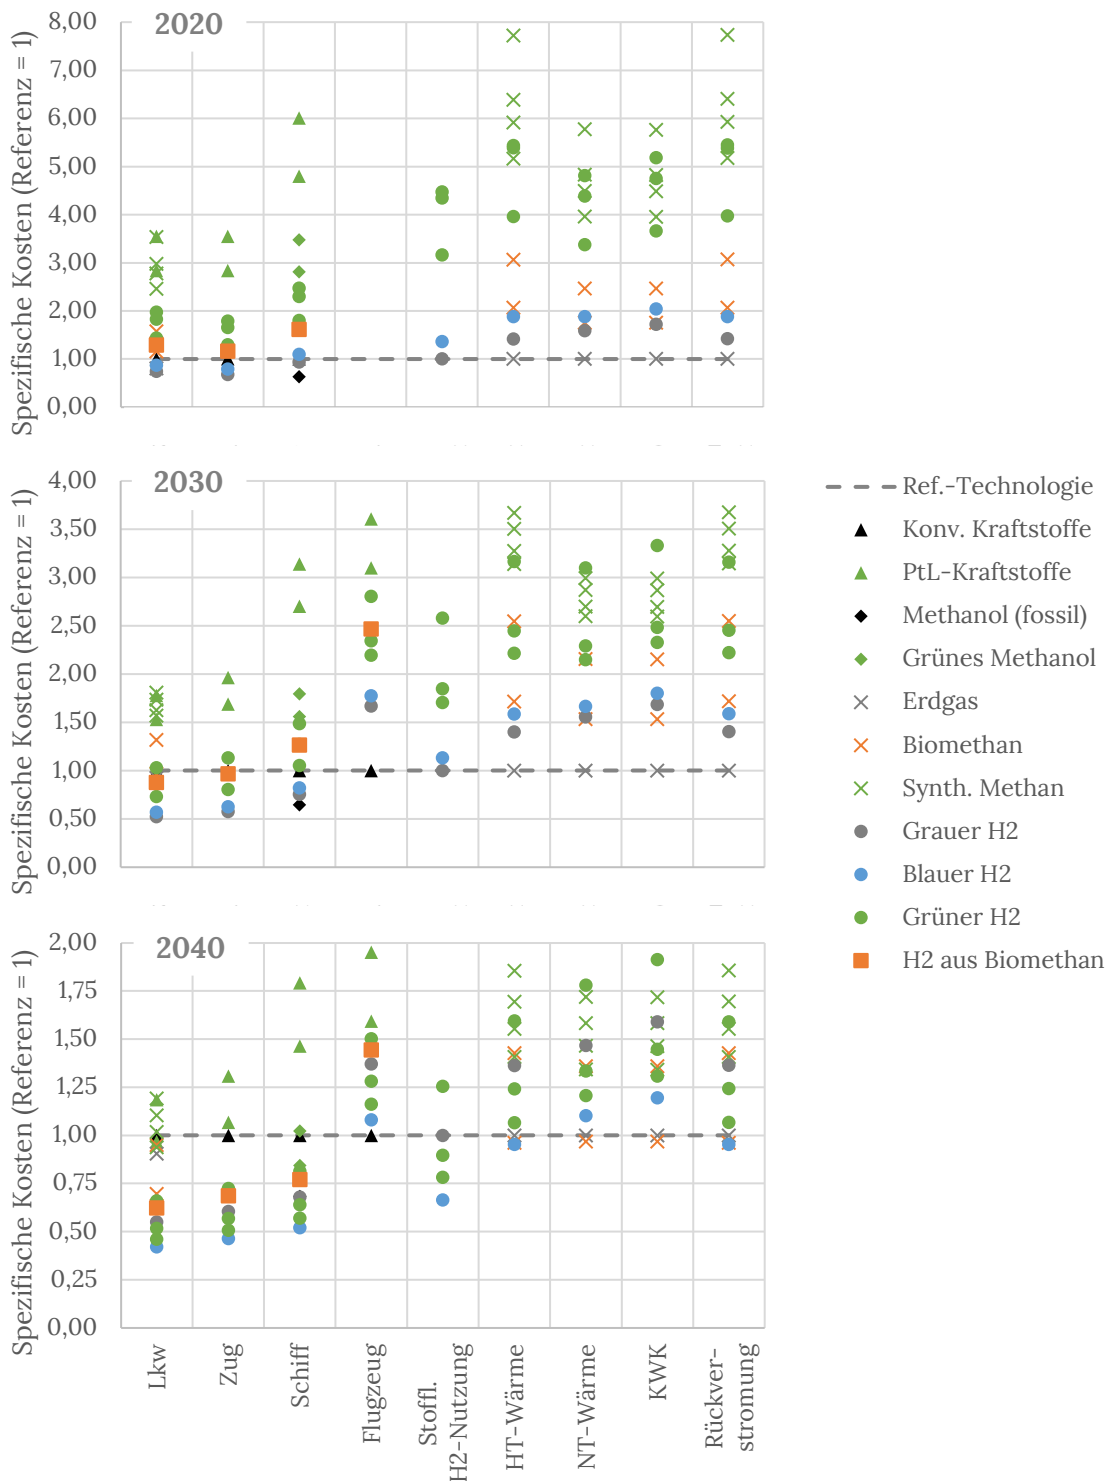 2020
Spezifische Kosten (Referenz = 1)
8,00
7,00
6,00
5,00
4,00
3,00
2,00
1,00
0,00
2030
Spezifische Kosten (Referenz = 1)
4,00
3,50
3,00
2,50
2,00
1,50
1,00
0,50
0,00
Ref.-Technologie
Konv. Kraftstoffe
PtL-Kraftstoffe
Methanol (fossil)
Grünes Methanol
Erdgas
Biomethan
Synth. Methan
Grauer H2
Blauer H2
Grüner H2
H2 aus Biomethan
2040
Spezifische Kosten (Referenz = 1)
2,00
1,75
1,50
1,25
1,00
0,75
0,50
0,25
0,00
Lkw
Zug
Schiff
Flugzeug
Stoffl.
H2-Nutzung
HT-Wärme
NT-Wärme
KWK
Rückver-
stromung